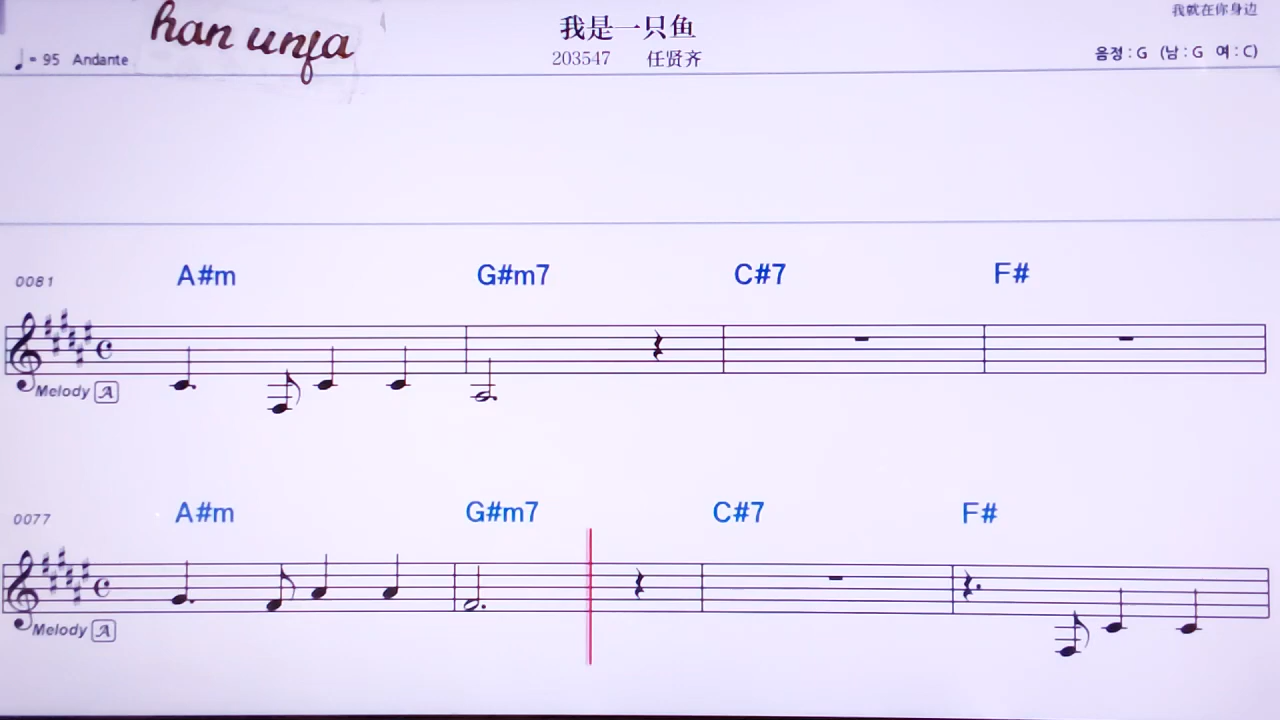 han unfa
我是一只鱼
我就在你身边
♩= 95 Andante
203547 任贤齐
음정 : G (남 : G 여 : C)
A#m G#m7 C#7 F#
0081
Melody A
A#m G#m7 C#7 F#
0077
Melody A